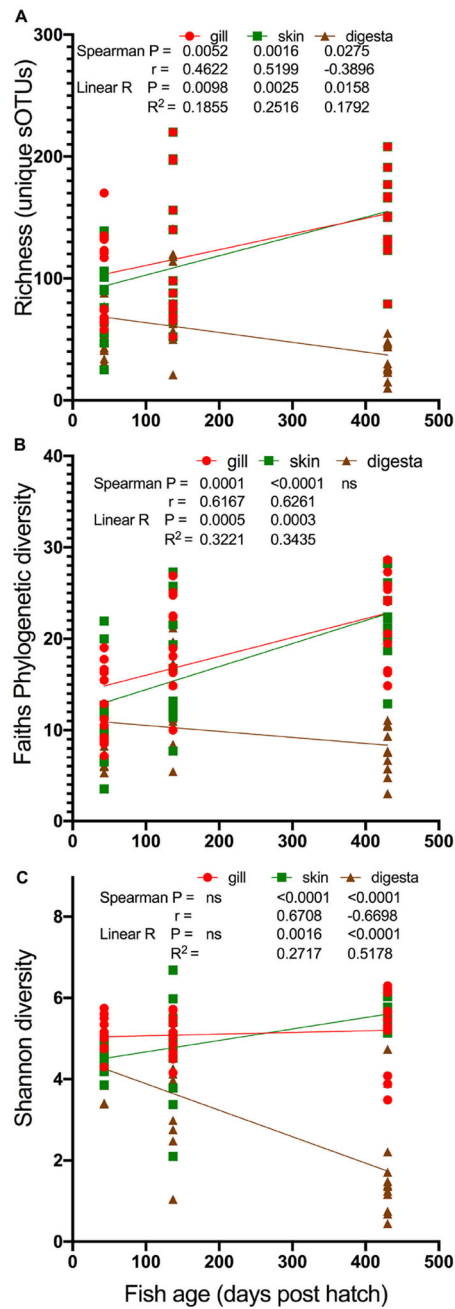 A
gill skin digesta
Spearman P = 0.0052 0.0016 0.0275
r = 0.4622 0.5199 -0.3896
Linear R P = 0.0098 0.0025 0.0158
R2 = 0.1855 0.2516 0.1792
Richness (unique sOTUs)
300
200
100
0
0 100 200 300 400 500
B
gill skin digesta
Spearman P = 0.0001 <0.0001 ns
r = 0.6167 0.6261
Linear R P = 0.0005 0.0003
R2 = 0.3221 0.3435
Faiths Phylogenetic diversity
40
30
20
10
0
0 100 200 300 400 500
C
gill skin digesta
Spearman P = ns <0.0001 <0.0001
r = 0.6708 -0.6698
Linear R P = ns 0.0016 <0.0001
R2 = 0.2717 0.5178
Shannon diversity
8
6
4
2
0
0 100 200 300 400 500
Fish age (days post hatch)